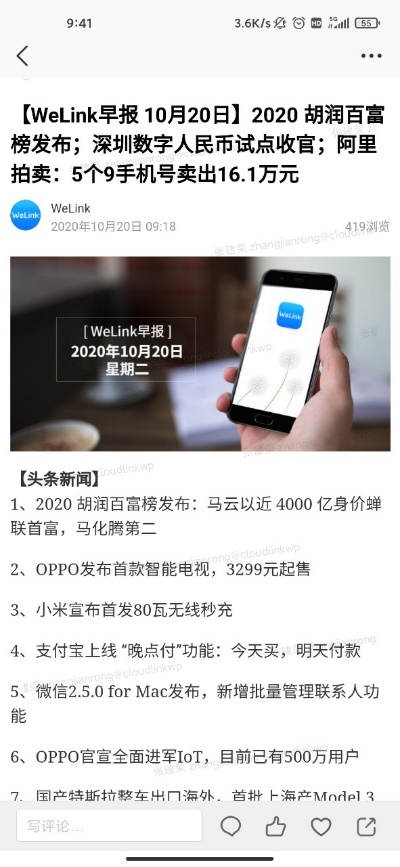 9:41
3.6K/s
HD
5G
55
【WeLink早报 10月20日】2020 胡润百富
榜发布；深圳数字人民币试点收官；阿里
拍卖：5个9手机号卖出16.1万元
WeLink
WeLink
2020年10月20日 09:18
419浏览
张建荣 zhangjianrong@cloudlinkwp
[ WeLink早报 ]
2020年10月20日
星期二
WeLink
【头条新闻】
1、2020 胡润百富榜发布：马云以近 4000 亿身价蝉
联首富，马化腾第二
2、OPPO发布首款智能电视，3299元起售
3、小米宣布首发80瓦无线秒充
4、支付宝上线 “晚点付”功能：今天买，明天付款
5、微信2.5.0 for Mac发布，新增批量管理联系人功
能
6、OPPO官宣全面进军IoT，目前已有500万用户
7、国产特斯拉整车出口海外，首批上海产Model 3
写评论...